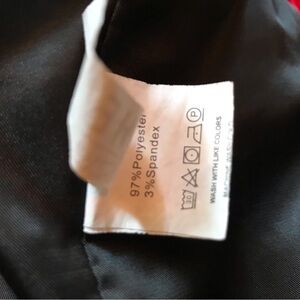 97% Polyester
3% Spandex
P
WASH WITH LIKE COLORS